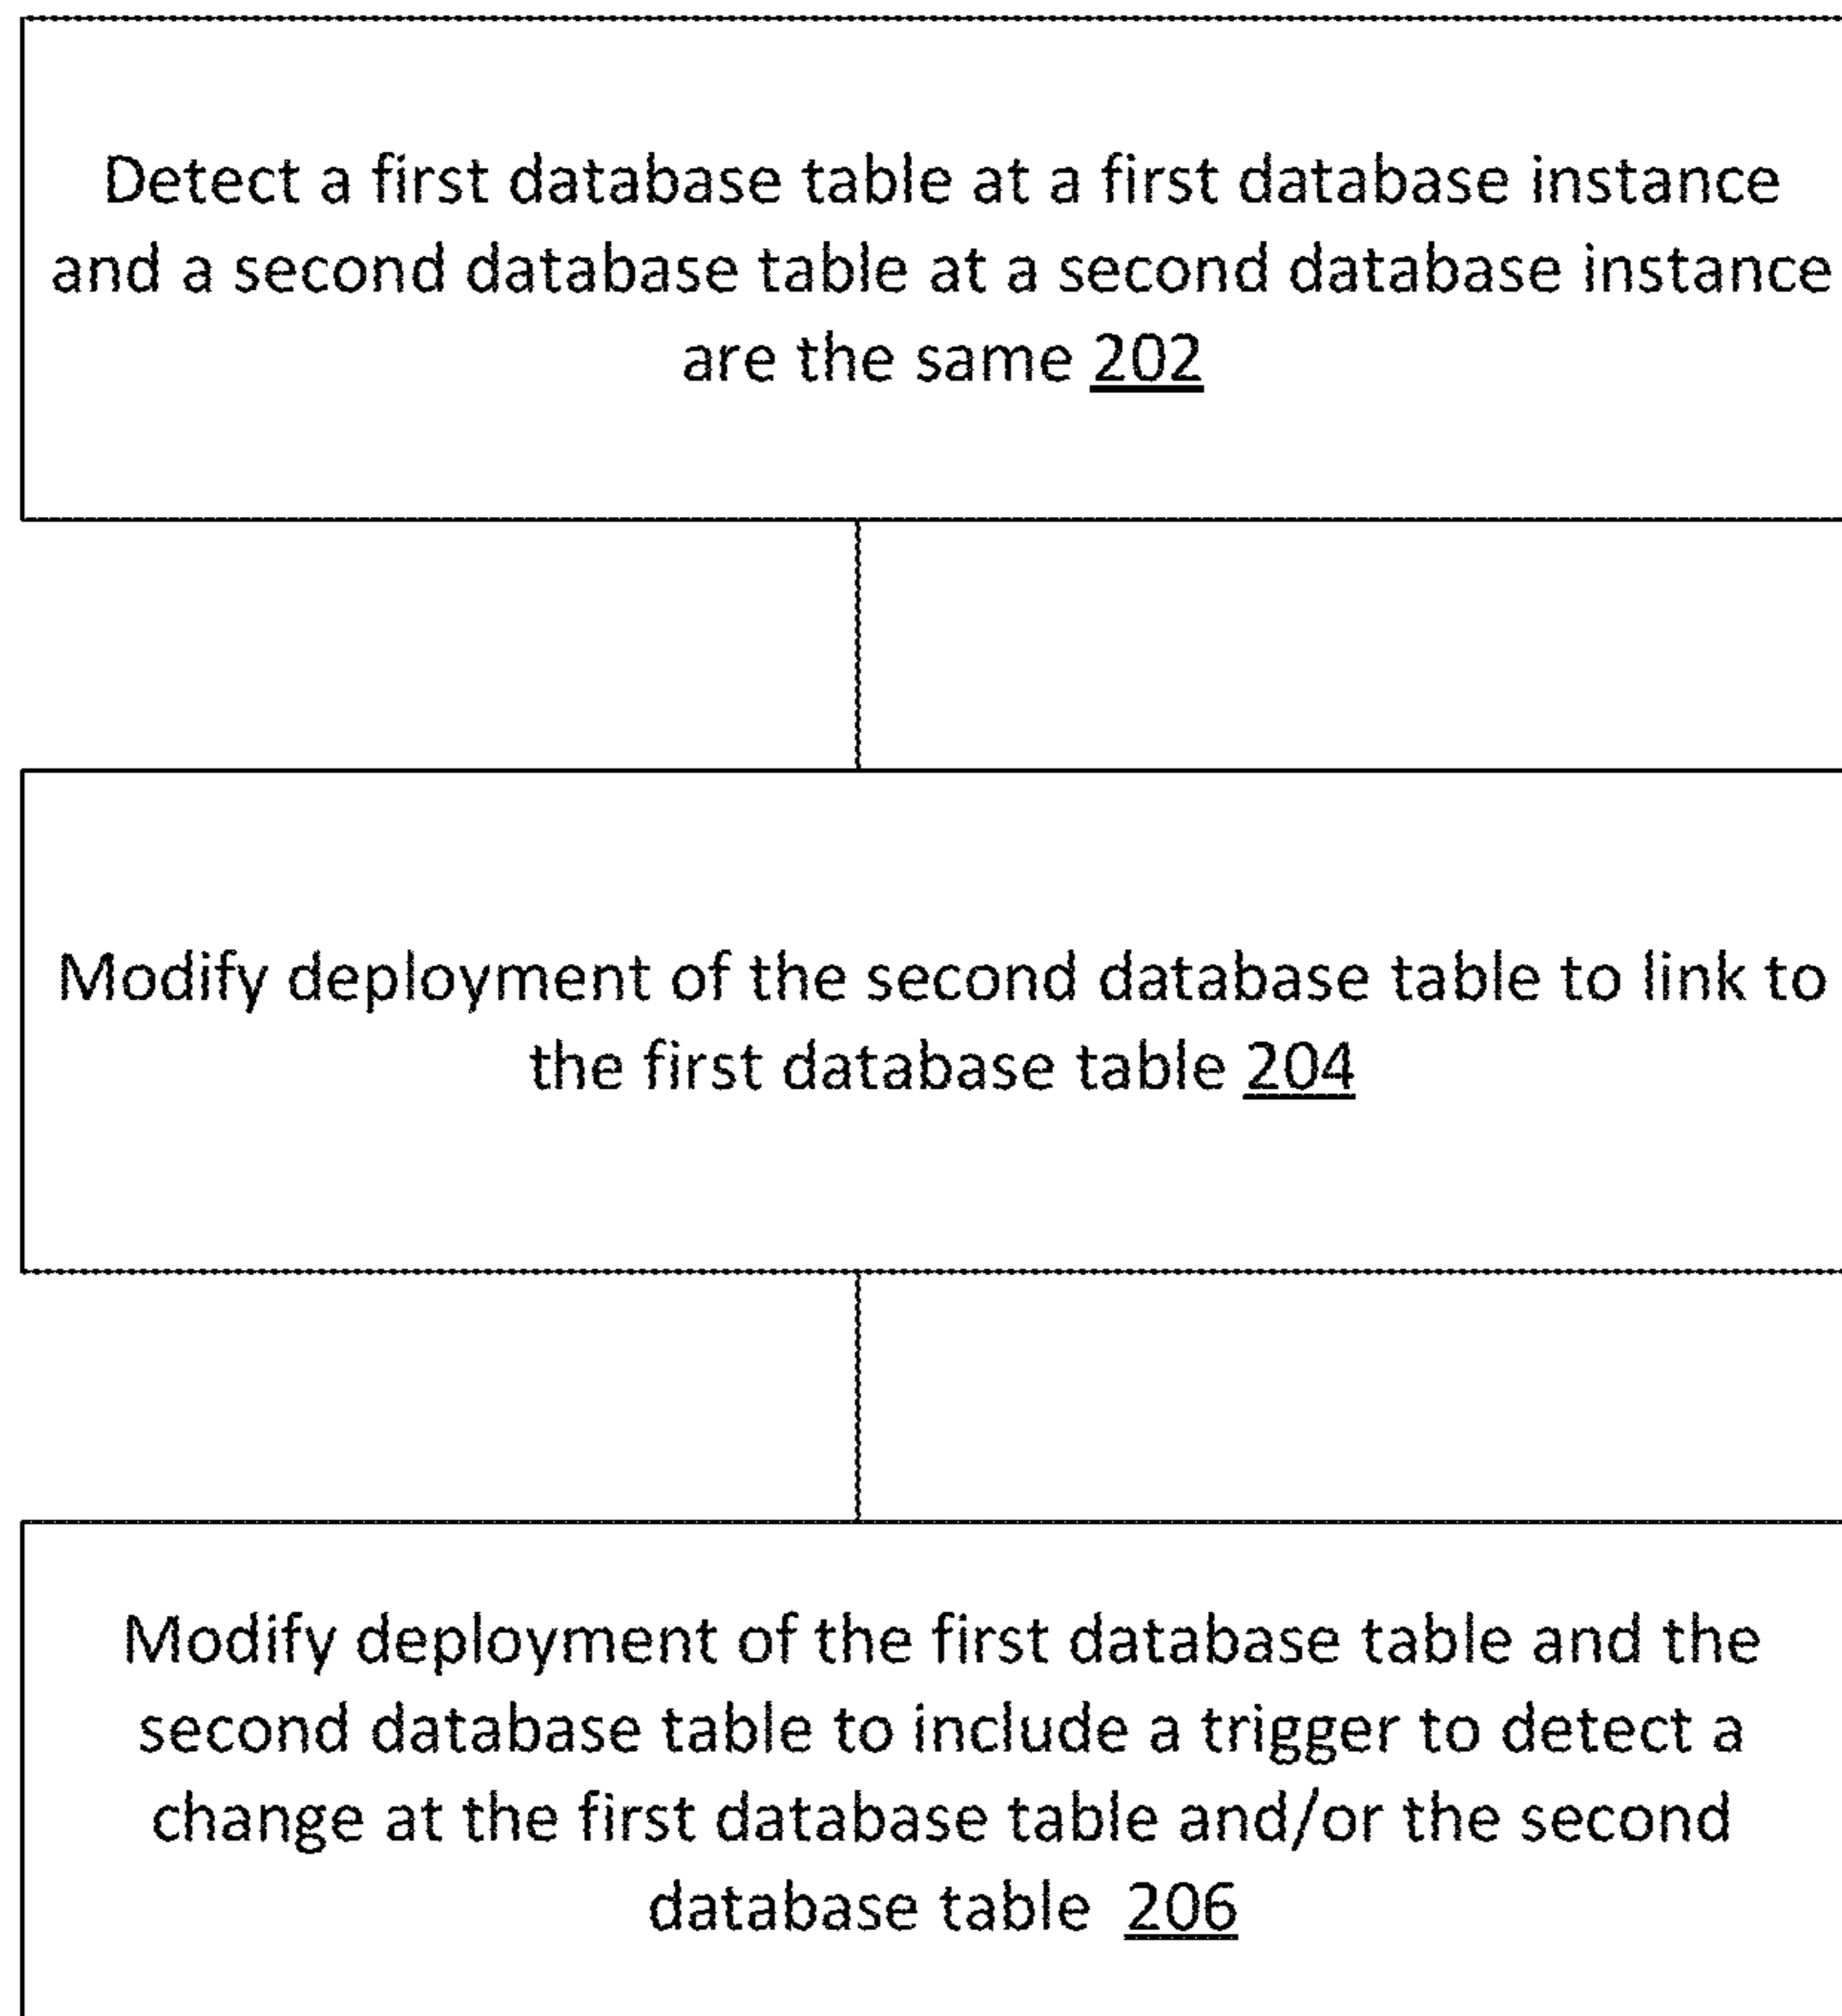 Detect a first database table at a first database instance
and a second database table at a second database instance
are the same 202
Modify deployment of the second database table to link to
the first database table 204
Modify deployment of the first database table and the
second database table to include a trigger to detect a
change at the first database table and/or the second
database table 206